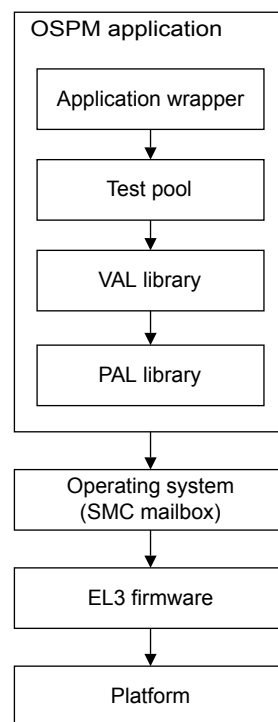 OSPM application
Application wrapper
Test pool
VAL library
PAL library
Operating system
(SMC mailbox)
EL3 firmware
Platform